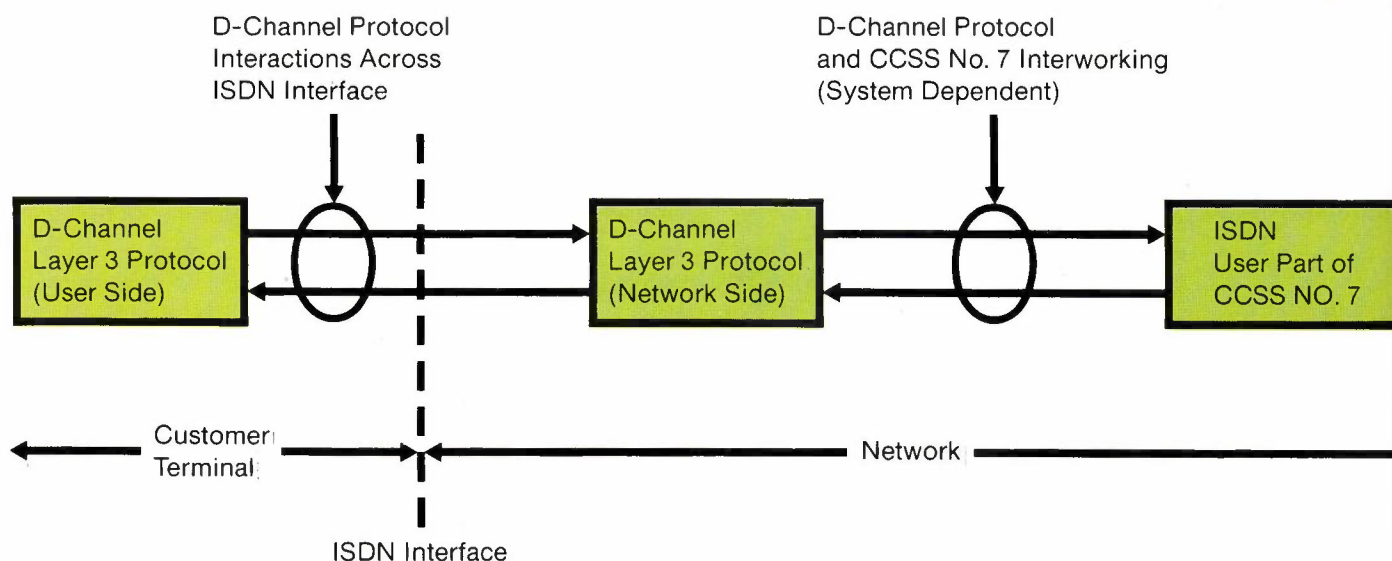 D-Channel Protocol
Interactions Across
ISDN Interface
D-Channel Protocol
and CCSS No. 7 Interworking
(System Dependent)
D-Channel
Layer 3 Protocol
(User Side)
D-Channel
Layer 3 Protocol
(Network Side)
ISDN
User Part of
CCSS NO. 7
Customer
Terminal
Network
ISDN Interface